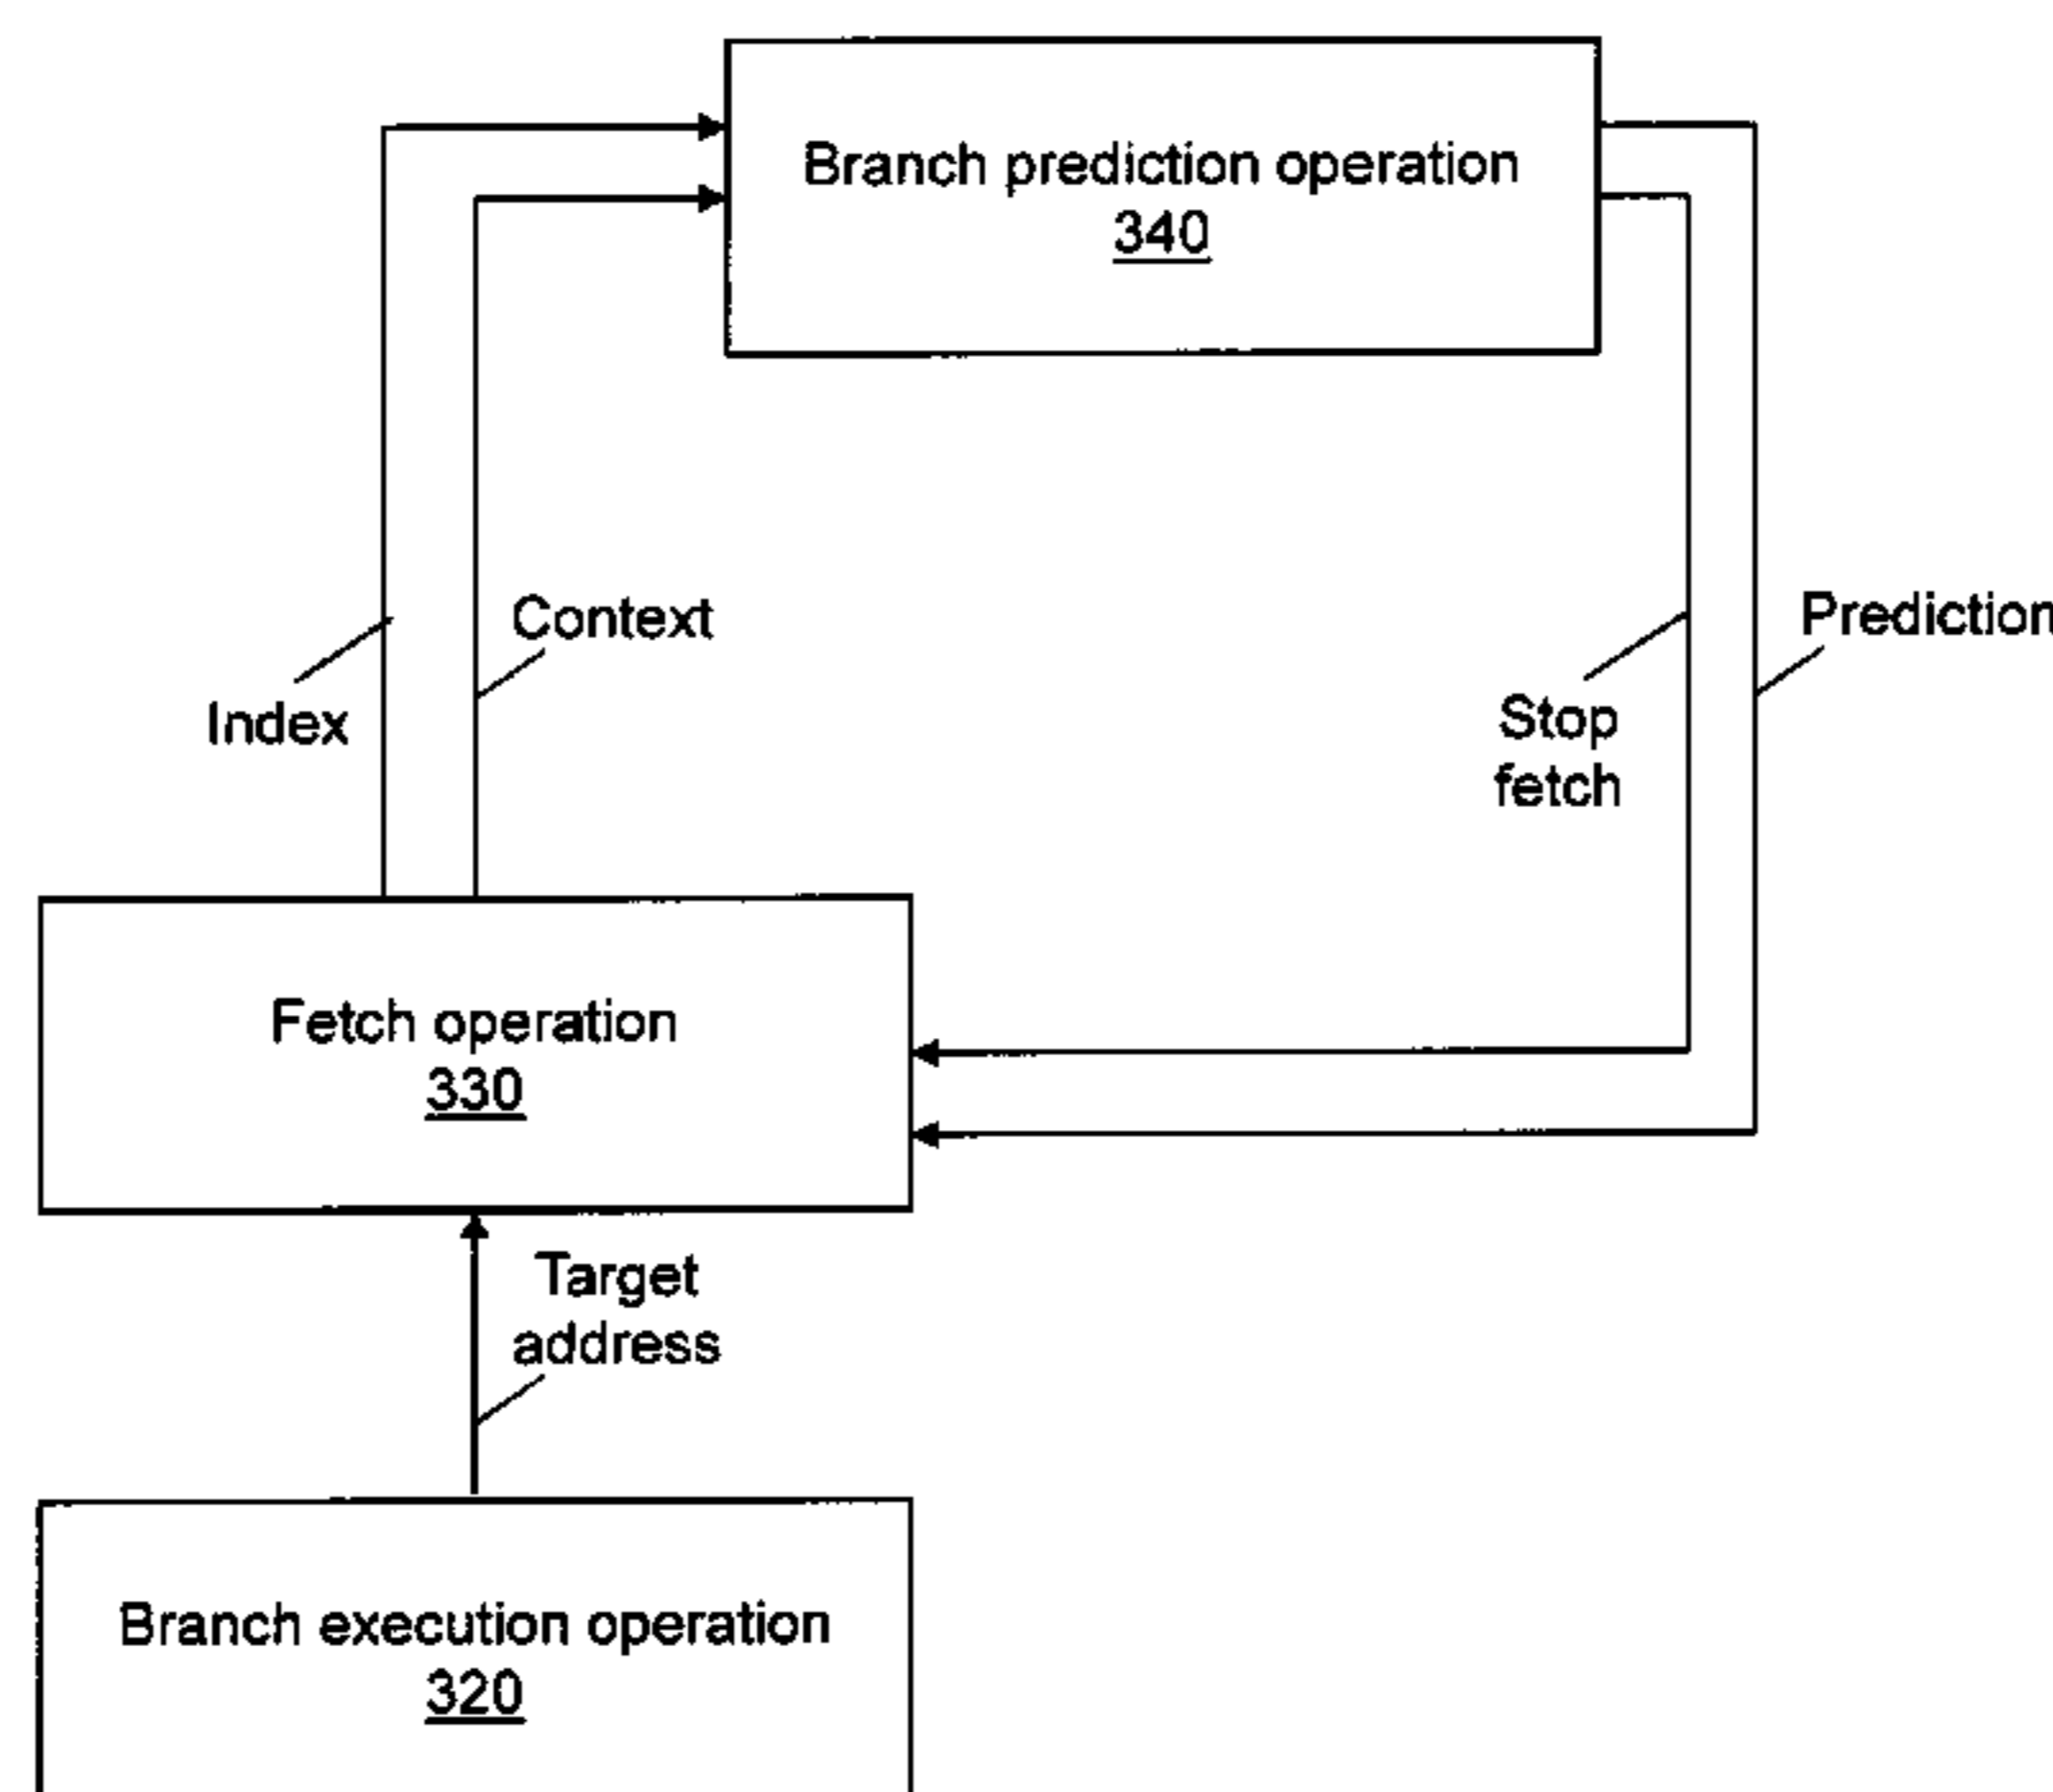 Branch prediction operation
340
Context
Index
Stop
fetch
Prediction
Fetch operation
330
Target
address
Branch execution operation
320